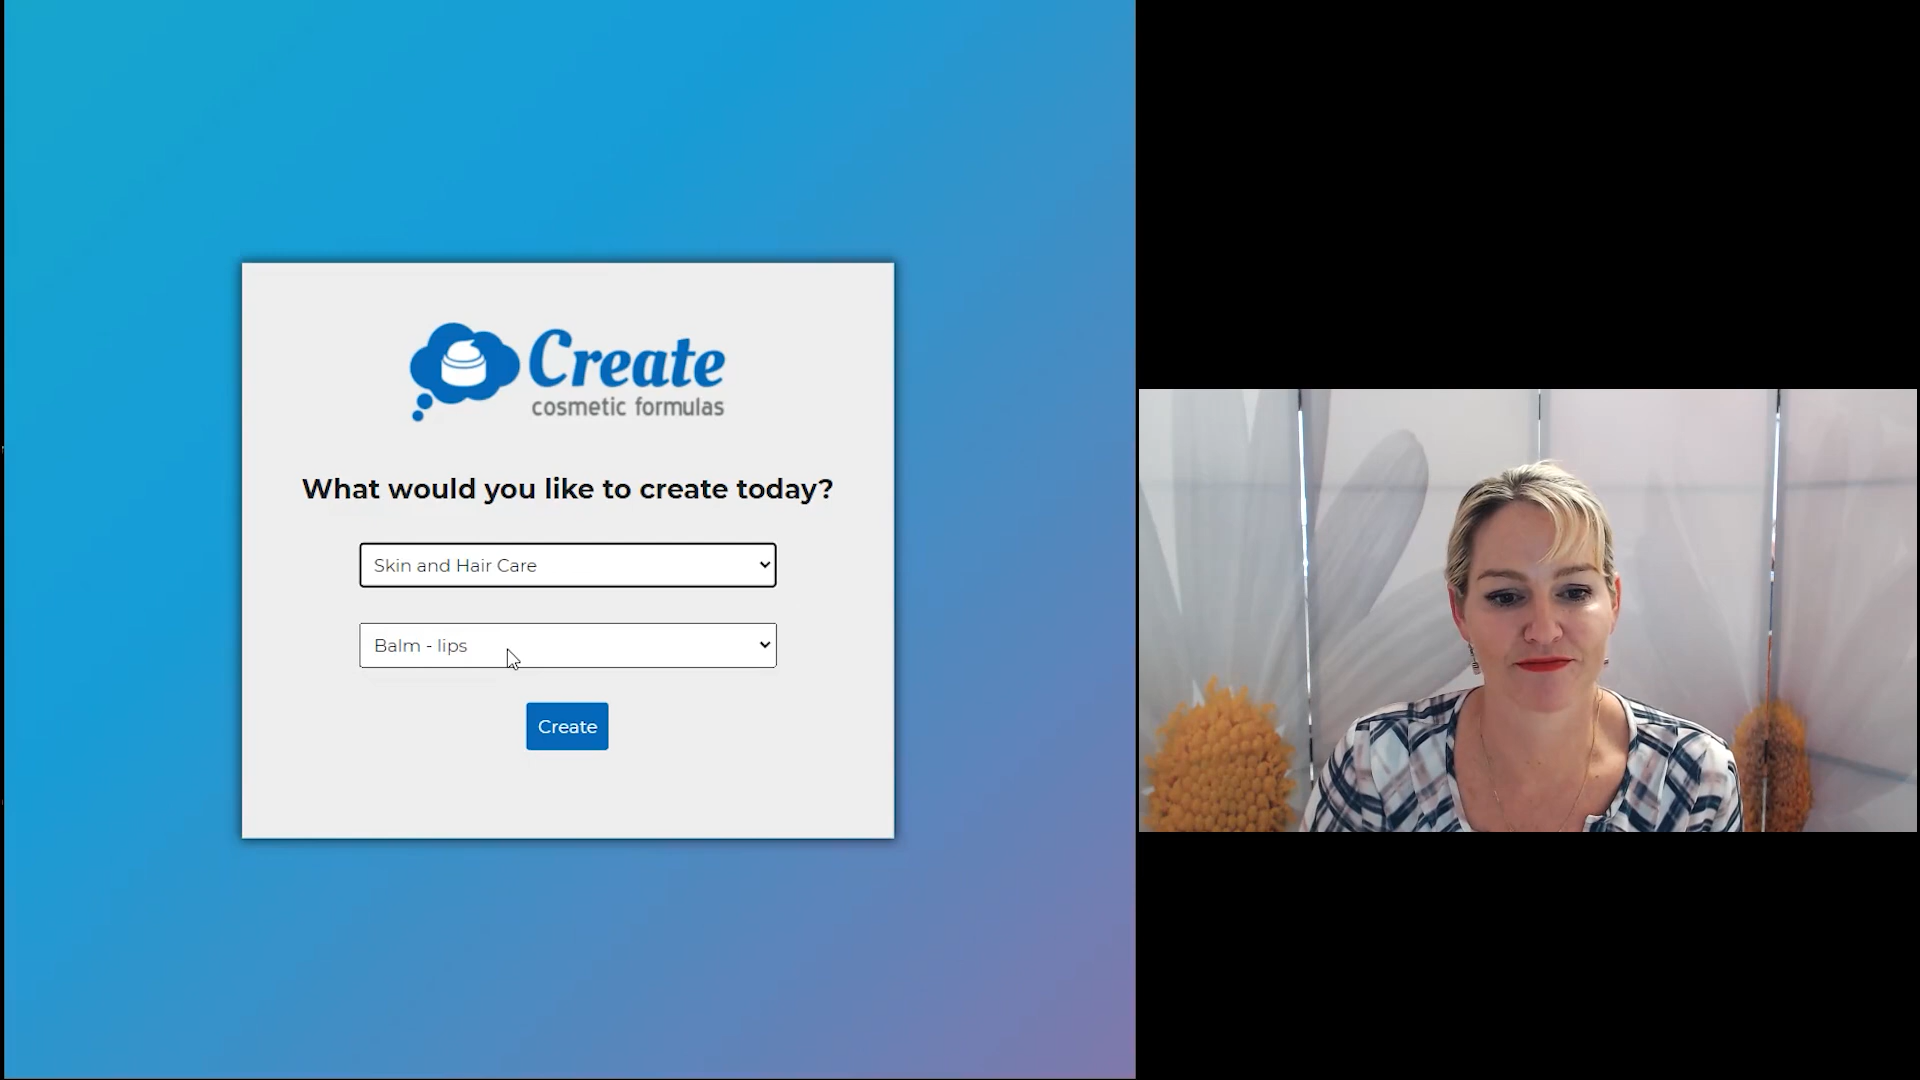 Create
cosmetic formulas
What would you like to create today?
Skin and Hair Care
Balm - lips
Create